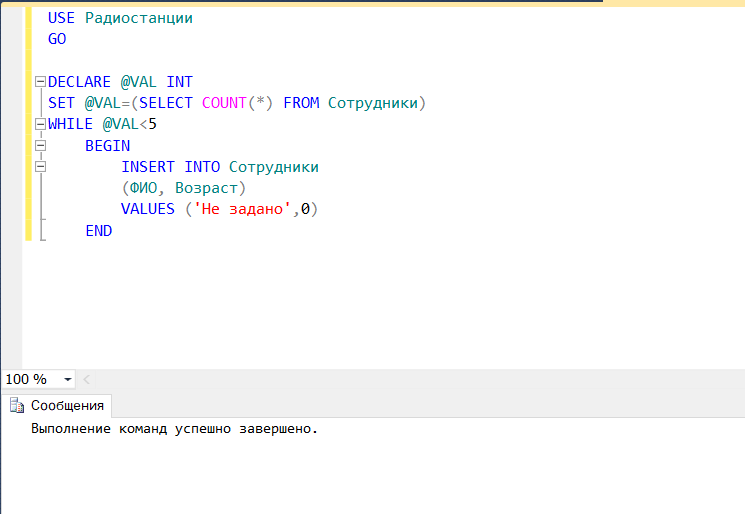 USE Радиостанции
GO
DECLARE @VAL INT
SET @VAL=(SELECT COUNT(*) FROM Сотрудники)
WHILE @VAL<5
BEGIN
INSERT INTO Сотрудники
(ФИО, Возраст)
VALUES ('Не задано',0)
END
100 %
Сообщения
Выполнение команд успешно завершено.